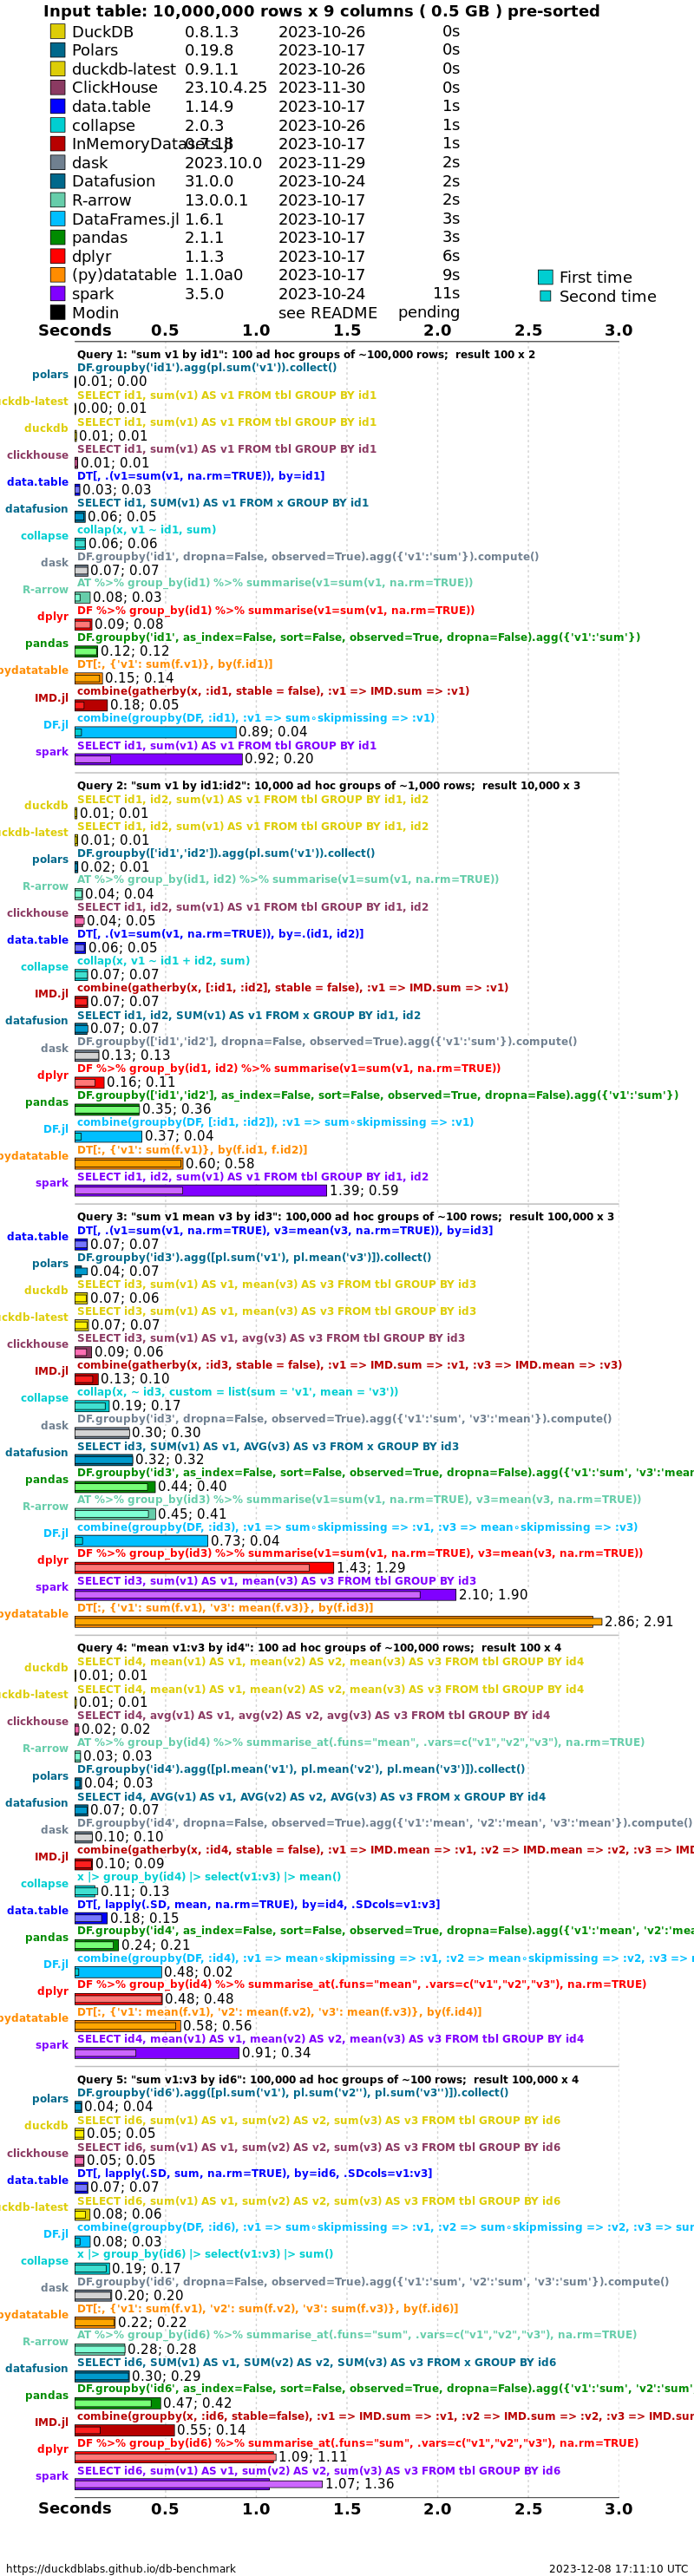 Input table: 10,000,000 rows x 9 columns ( 0.5 GB ) pre-sorted
DuckDB 0.8.1.3 2023-10-26 0s
Polars 0.19.8 2023-10-17 0s
duckdb-latest 0.9.1.1 2023-10-26 0s
ClickHouse 23.10.4.25 2023-11-30 0s
data.table 1.14.9 2023-10-17 1s
collapse 2.0.3 2023-10-26 1s
InMemoryDatasets.jl 0.7.18 2023-10-17 1s
dask 2023.10.0 2023-11-29 2s
Datafusion 31.0.0 2023-10-24 2s
R-arrow 13.0.0.1 2023-10-17 2s
DataFrames.jl 1.6.1 2023-10-17 3s
pandas 2.1.1 2023-10-17 3s
dplyr 1.1.3 2023-10-17 6s
(py)datatable 1.1.0a0 2023-10-17 9s
First time
spark 3.5.0 2023-10-24 11s
Second time
Modin see README pending
Seconds 0.5 1.0 1.5 2.0 2.5 3.0
Query 1: "sum v1 by id1": 100 ad hoc groups of ~100,000 rows; result 100 x 2
polars DF.groupby('id1').agg(pl.sum('v1')).collect()
0.01; 0.00
uckdb-latest SELECT id1, sum(v1) AS v1 FROM tbl GROUP BY id1
0.00; 0.01
duckdb SELECT id1, sum(v1) AS v1 FROM tbl GROUP BY id1
0.01; 0.01
clickhouse SELECT id1, sum(v1) AS v1 FROM tbl GROUP BY id1
0.01; 0.01
data.table DT[, .(v1=sum(v1, na.rm=TRUE)), by=id1]
0.03; 0.03
datafusion SELECT id1, SUM(v1) AS v1 FROM x GROUP BY id1
0.06; 0.05
collapse collap(x, v1 ~ id1, sum)
0.06; 0.06
dask DF.groupby('id1', dropna=False, observed=True).agg({'v1':'sum'}).compute()
0.07; 0.07
R-arrow AT %>% group_by(id1) %>% summarise(v1=sum(v1, na.rm=TRUE))
0.08; 0.03
dplyr DF %>% group_by(id1) %>% summarise(v1=sum(v1, na.rm=TRUE))
0.09; 0.08
pandas DF.groupby('id1', as_index=False, sort=False, observed=True, dropna=False).agg({'v1':'sum'})
0.12; 0.12
pydatatable DT[:, {'v1': sum(f.v1)}, by(f.id1)]
0.15; 0.14
IMD.jl combine(gatherby(x, :id1, stable = false), :v1 => IMD.sum => :v1)
0.18; 0.05
DF.jl combine(groupby(DF, :id1), :v1 => sum∘skipmissing => :v1)
0.89; 0.04
spark SELECT id1, sum(v1) AS v1 FROM tbl GROUP BY id1
0.92; 0.20
Query 2: "sum v1 by id1:id2": 10,000 ad hoc groups of ~1,000 rows; result 10,000 x 3
duckdb SELECT id1, id2, sum(v1) AS v1 FROM tbl GROUP BY id1, id2
0.01; 0.01
uckdb-latest SELECT id1, id2, sum(v1) AS v1 FROM tbl GROUP BY id1, id2
0.01; 0.01
polars DF.groupby(['id1','id2']).agg(pl.sum('v1')).collect()
0.02; 0.01
R-arrow AT %>% group_by(id1, id2) %>% summarise(v1=sum(v1, na.rm=TRUE))
0.04; 0.04
clickhouse SELECT id1, id2, sum(v1) AS v1 FROM tbl GROUP BY id1, id2
0.04; 0.05
data.table DT[, .(v1=sum(v1, na.rm=TRUE)), by=.(id1, id2)]
0.06; 0.05
collapse collap(x, v1 ~ id1 + id2, sum)
0.07; 0.07
IMD.jl combine(gatherby(x, [:id1, :id2], stable = false), :v1 => IMD.sum => :v1)
0.07; 0.07
datafusion SELECT id1, id2, SUM(v1) AS v1 FROM x GROUP BY id1, id2
0.07; 0.07
dask DF.groupby(['id1','id2'], dropna=False, observed=True).agg({'v1':'sum'}).compute()
0.13; 0.13
dplyr DF %>% group_by(id1, id2) %>% summarise(v1=sum(v1, na.rm=TRUE))
0.16; 0.11
pandas DF.groupby(['id1','id2'], as_index=False, sort=False, observed=True, dropna=False).agg({'v1':'sum'})
0.35; 0.36
DF.jl combine(groupby(DF, [:id1, :id2]), :v1 => sum∘skipmissing => :v1)
0.37; 0.04
pydatatable DT[:, {'v1': sum(f.v1)}, by(f.id1, f.id2)]
0.60; 0.58
spark SELECT id1, id2, sum(v1) AS v1 FROM tbl GROUP BY id1, id2
1.39; 0.59
Query 3: "sum v1 mean v3 by id3": 100,000 ad hoc groups of ~100 rows; result 100,000 x 3
data.table DT[, .(v1=sum(v1, na.rm=TRUE), v3=mean(v3, na.rm=TRUE)), by=id3]
0.07; 0.07
polars DF.groupby('id3').agg([pl.sum('v1'), pl.mean('v3')]).collect()
0.04; 0.07
duckdb SELECT id3, sum(v1) AS v1, mean(v3) AS v3 FROM tbl GROUP BY id3
0.07; 0.06
uckdb-latest SELECT id3, sum(v1) AS v1, mean(v3) AS v3 FROM tbl GROUP BY id3
0.07; 0.07
clickhouse SELECT id3, sum(v1) AS v1, avg(v3) AS v3 FROM tbl GROUP BY id3
0.09; 0.06
IMD.jl combine(gatherby(x, :id3, stable = false), :v1 => IMD.sum => :v1, :v3 => IMD.mean => :v3)
0.13; 0.10
collapse collap(x, ~ id3, custom = list(sum = 'v1', mean = 'v3'))
0.19; 0.17
dask DF.groupby('id3', dropna=False, observed=True).agg({'v1':'sum', 'v3':'mean'}).compute()
0.30; 0.30
datafusion SELECT id3, SUM(v1) AS v1, AVG(v3) AS v3 FROM x GROUP BY id3
0.32; 0.32
pandas DF.groupby('id3', as_index=False, sort=False, observed=True, dropna=False).agg({'v1':'sum', 'v3':'mean
0.44; 0.40
R-arrow AT %>% group_by(id3) %>% summarise(v1=sum(v1, na.rm=TRUE), v3=mean(v3, na.rm=TRUE))
0.45; 0.41
DF.jl combine(groupby(DF, :id3), :v1 => sum∘skipmissing => :v1, :v3 => mean∘skipmissing => :v3)
0.73; 0.04
dplyr DF %>% group_by(id3) %>% summarise(v1=sum(v1, na.rm=TRUE), v3=mean(v3, na.rm=TRUE))
1.43; 1.29
spark SELECT id3, sum(v1) AS v1, mean(v3) AS v3 FROM tbl GROUP BY id3
2.10; 1.90
pydatatable DT[:, {'v1': sum(f.v1), 'v3': mean(f.v3)}, by(f.id3)]
2.86; 2.91
Query 4: "mean v1:v3 by id4": 100 ad hoc groups of ~100,000 rows; result 100 x 4
duckdb SELECT id4, mean(v1) AS v1, mean(v2) AS v2, mean(v3) AS v3 FROM tbl GROUP BY id4
0.01; 0.01
uckdb-latest SELECT id4, mean(v1) AS v1, mean(v2) AS v2, mean(v3) AS v3 FROM tbl GROUP BY id4
0.01; 0.01
clickhouse SELECT id4, avg(v1) AS v1, avg(v2) AS v2, avg(v3) AS v3 FROM tbl GROUP BY id4
0.02; 0.02
R-arrow AT %>% group_by(id4) %>% summarise_at(.funs="mean", .vars=c("v1","v2","v3"), na.rm=TRUE)
0.03; 0.03
polars DF.groupby('id4').agg([pl.mean('v1'), pl.mean('v2'), pl.mean('v3')]).collect()
0.04; 0.03
datafusion SELECT id4, AVG(v1) AS v1, AVG(v2) AS v2, AVG(v3) AS v3 FROM x GROUP BY id4
0.07; 0.07
dask DF.groupby('id4', dropna=False, observed=True).agg({'v1':'mean', 'v2':'mean', 'v3':'mean'}).compute()
0.10; 0.10
IMD.jl combine(gatherby(x, :id4, stable = false), :v1 => IMD.mean => :v1, :v2 => IMD.mean => :v2, :v3 => IMD
0.10; 0.09
collapse x |> group_by(id4) |> select(v1:v3) |> mean()
0.11; 0.13
data.table DT[, lapply(.SD, mean, na.rm=TRUE), by=id4, .SDcols=v1:v3]
0.18; 0.15
pandas DF.groupby('id4', as_index=False, sort=False, observed=True, dropna=False).agg({'v1':'mean', 'v2':'mea
0.24; 0.21
DF.jl combine(groupby(DF, :id4), :v1 => mean∘skipmissing => :v1, :v2 => mean∘skipmissing => :v2, :v3 => m
0.48; 0.02
dplyr DF %>% group_by(id4) %>% summarise_at(.funs="mean", .vars=c("v1","v2","v3"), na.rm=TRUE)
0.48; 0.48
pydatatable DT[:, {'v1': mean(f.v1), 'v2': mean(f.v2), 'v3': mean(f.v3)}, by(f.id4)]
0.58; 0.56
spark SELECT id4, mean(v1) AS v1, mean(v2) AS v2, mean(v3) AS v3 FROM tbl GROUP BY id4
0.91; 0.34
Query 5: "sum v1:v3 by id6": 100,000 ad hoc groups of ~100 rows; result 100,000 x 4
polars DF.groupby('id6').agg([pl.sum('v1'), pl.sum('v2''), pl.sum('v3'')]).collect()
0.04; 0.04
duckdb SELECT id6, sum(v1) AS v1, sum(v2) AS v2, sum(v3) AS v3 FROM tbl GROUP BY id6
0.05; 0.05
clickhouse SELECT id6, sum(v1) AS v1, sum(v2) AS v2, sum(v3) AS v3 FROM tbl GROUP BY id6
0.05; 0.05
data.table DT[, lapply(.SD, sum, na.rm=TRUE), by=id6, .SDcols=v1:v3]
0.07; 0.07
uckdb-latest SELECT id6, sum(v1) AS v1, sum(v2) AS v2, sum(v3) AS v3 FROM tbl GROUP BY id6
0.08; 0.06
DF.jl combine(groupby(DF, :id6), :v1 => sum∘skipmissing => :v1, :v2 => sum∘skipmissing => :v2, :v3 => sum
0.08; 0.03
collapse x |> group_by(id6) |> select(v1:v3) |> sum()
0.19; 0.17
dask DF.groupby('id6', dropna=False, observed=True).agg({'v1':'sum', 'v2':'sum', 'v3':'sum'}).compute()
0.20; 0.20
pydatatable DT[:, {'v1': sum(f.v1), 'v2': sum(f.v2), 'v3': sum(f.v3)}, by(f.id6)]
0.22; 0.22
R-arrow AT %>% group_by(id6) %>% summarise_at(.funs="sum", .vars=c("v1","v2","v3"), na.rm=TRUE)
0.28; 0.28
datafusion SELECT id6, SUM(v1) AS v1, SUM(v2) AS v2, SUM(v3) AS v3 FROM x GROUP BY id6
0.30; 0.29
pandas DF.groupby('id6', as_index=False, sort=False, observed=True, dropna=False).agg({'v1':'sum', 'v2':'sum'
0.47; 0.42
IMD.jl combine(groupby(x, :id6, stable=false), :v1 => IMD.sum => :v1, :v2 => IMD.sum => :v2, :v3 => IMD.sum
0.55; 0.14
dplyr DF %>% group_by(id6) %>% summarise_at(.funs="sum", .vars=c("v1","v2","v3"), na.rm=TRUE)
1.09; 1.11
spark SELECT id6, sum(v1) AS v1, sum(v2) AS v2, sum(v3) AS v3 FROM tbl GROUP BY id6
1.07; 1.36
Seconds 0.5 1.0 1.5 2.0 2.5 3.0
https://duckdblabs.github.io/db-benchmark 2023-12-08 17:11:10 UTC